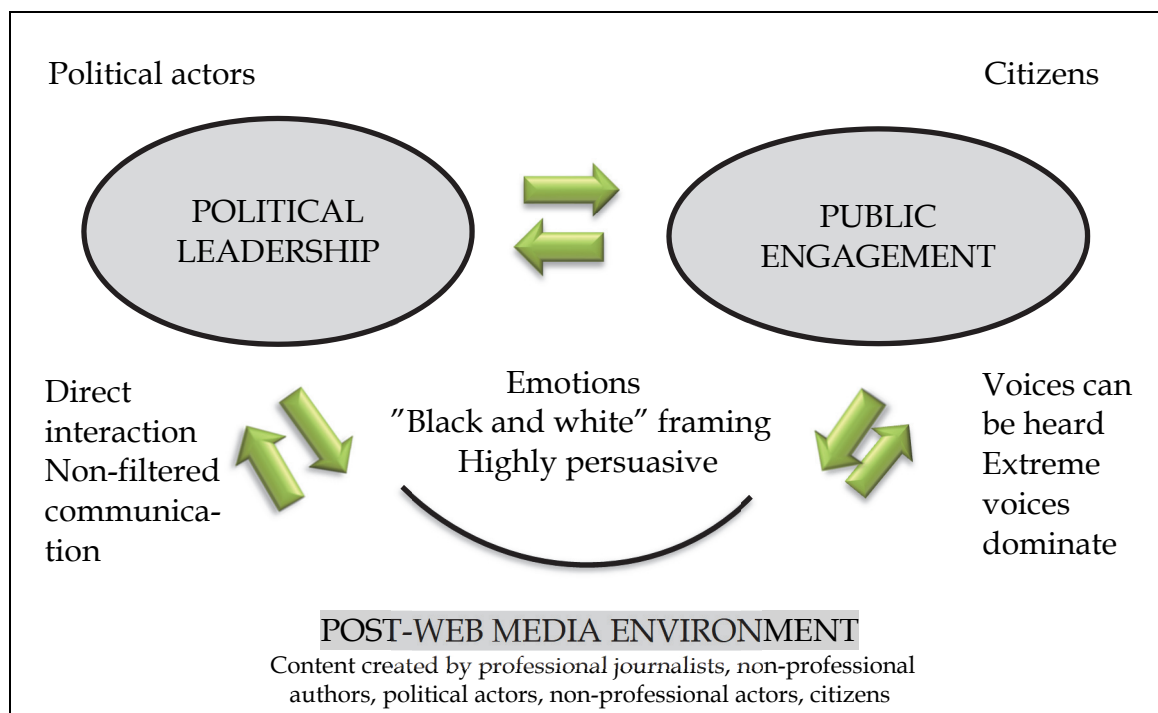 Political actors
Citizens
POLITICAL
LEADERSHIP
PUBLIC
ENGAGEMENT
Direct
interaction
Non-filtered
communica-
tion
Emotions
”Black and white” framing
Highly persuasive
Voices can
be heard
Extreme
voices
dominate
POST-WEB MEDIA ENVIRONMENT
Content created by professional journalists, non-professional
authors, political actors, non-professional actors, citizens